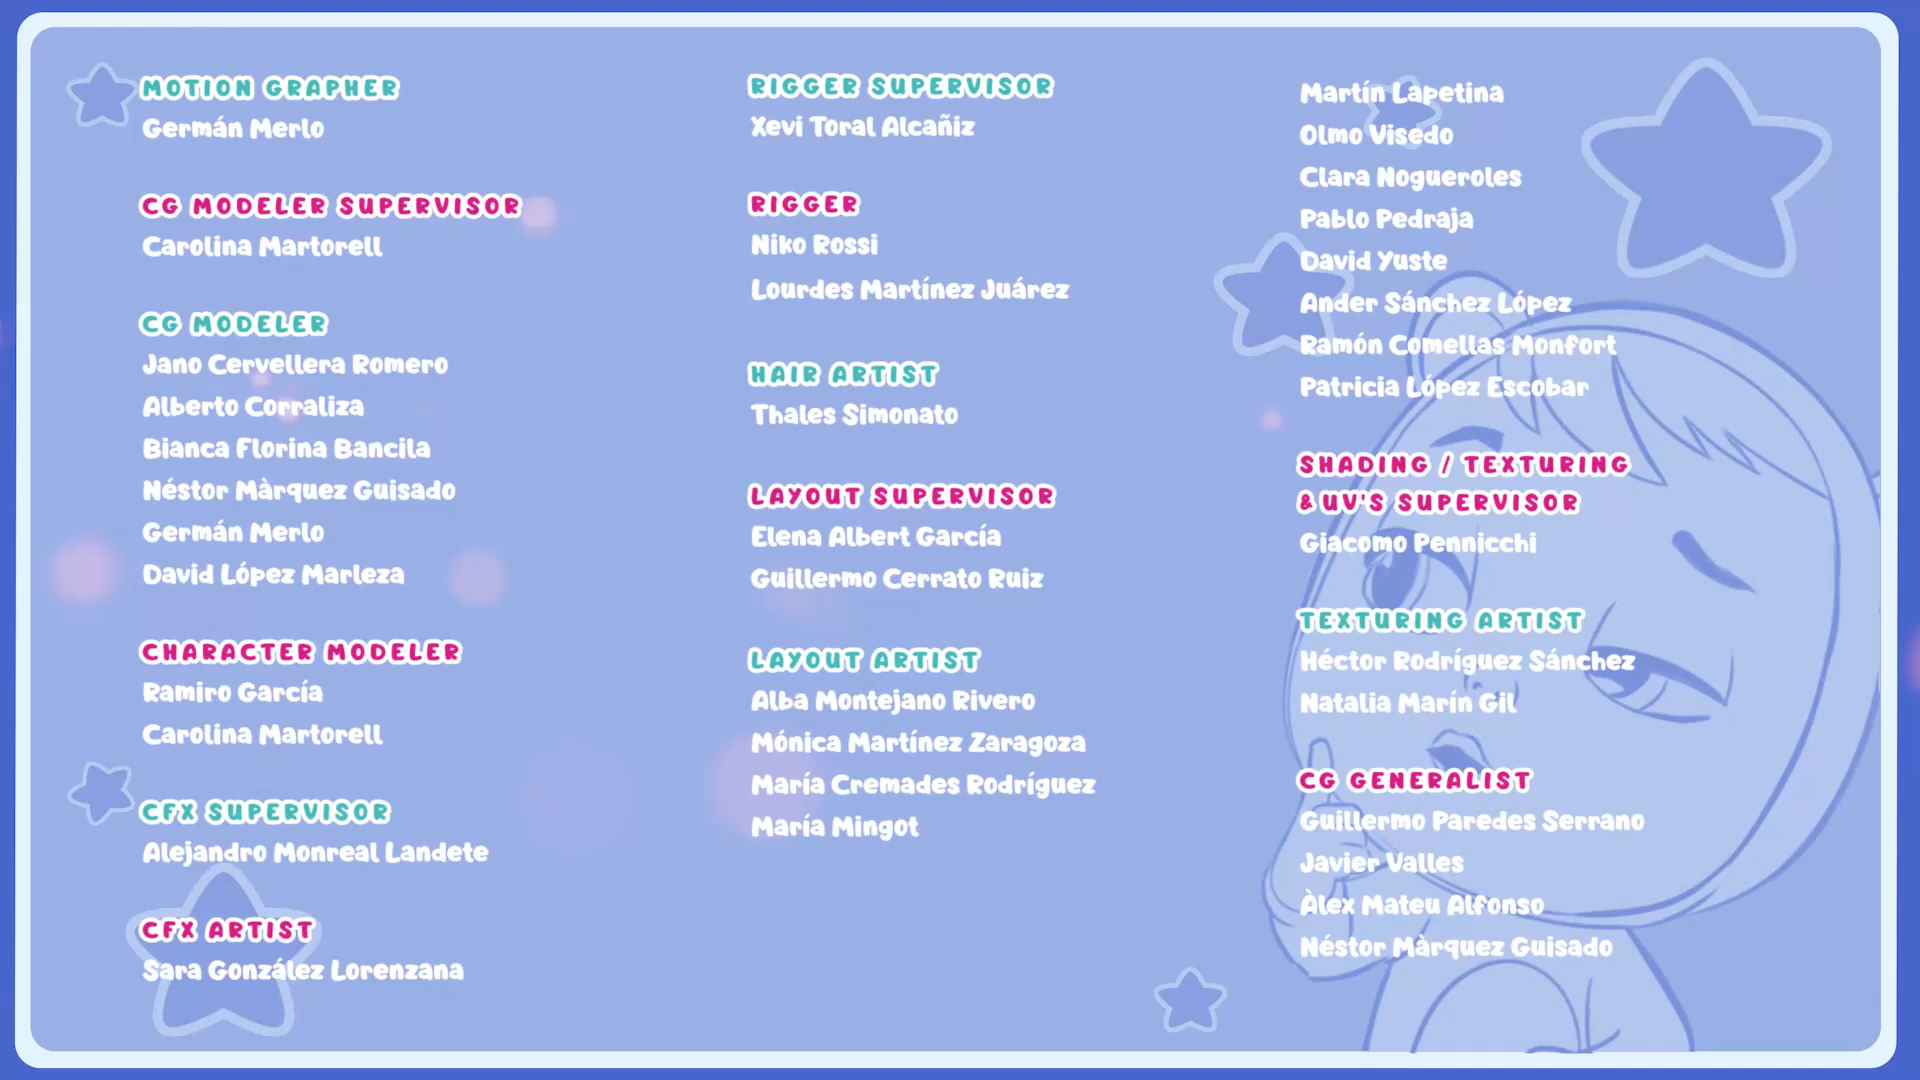 MOTION GRAPHER
Germán Merlo
CG MODELER SUPERVISOR
Carolina Martorell
CG MODELER
Jano Cervellera Romero
Alberto Corraliza
Bianca Florina Bancila
Néstor Màrquez Guisado
Germán Merlo
David López Marleza
CHARACTER MODELER
Ramiro García
Carolina Martorell
CFX SUPERVISOR
Alejandro Monreal Landete
CFX ARTIST
Sara González Lorenzana
RIGGER SUPERVISOR
Xevi Toral Alcañiz
RIGGER
Niko Rossi
Lourdes Martínez Juárez
HAIR ARTIST
Thales Simonato
LAYOUT SUPERVISOR
Elena Albert García
Guillermo Cerrato Ruiz
LAYOUT ARTIST
Alba Montejano Rivero
Mónica Martínez Zaragoza
María Cremades Rodríguez
María Mingot
Martín Lapetina
Olmo Visedo
Clara Nogueroles
Pablo Pedraja
David Yuste
Ander Sánchez López
Ramón Comellas Monfort
Patricia López Escobar
SHADING / TEXTURING
& UV'S SUPERVISOR
Giacomo Pennicchi
TEXTURING ARTIST
Héctor Rodríguez Sánchez
Natalia Marín Gil
CG GENERALIST
Guillermo Paredes Serrano
Javier Valles
Àlex Mateu Alfonso
Néstor Màrquez Guisado